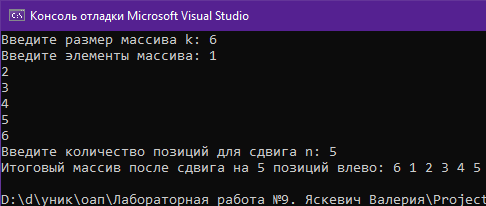 Консоль отладки Microsoft Visual Studio
Введите размер массива k: 6
Введите элементы массива: 1
2
3
4
5
6
Введите количество позиций для сдвига n: 5
Итоговый массив после сдвига на 5 позиций влево: 6 1 2 3 4 5
D:\d\уник\оап\Лабораторная работа №9. Яскевич Валерия\Project